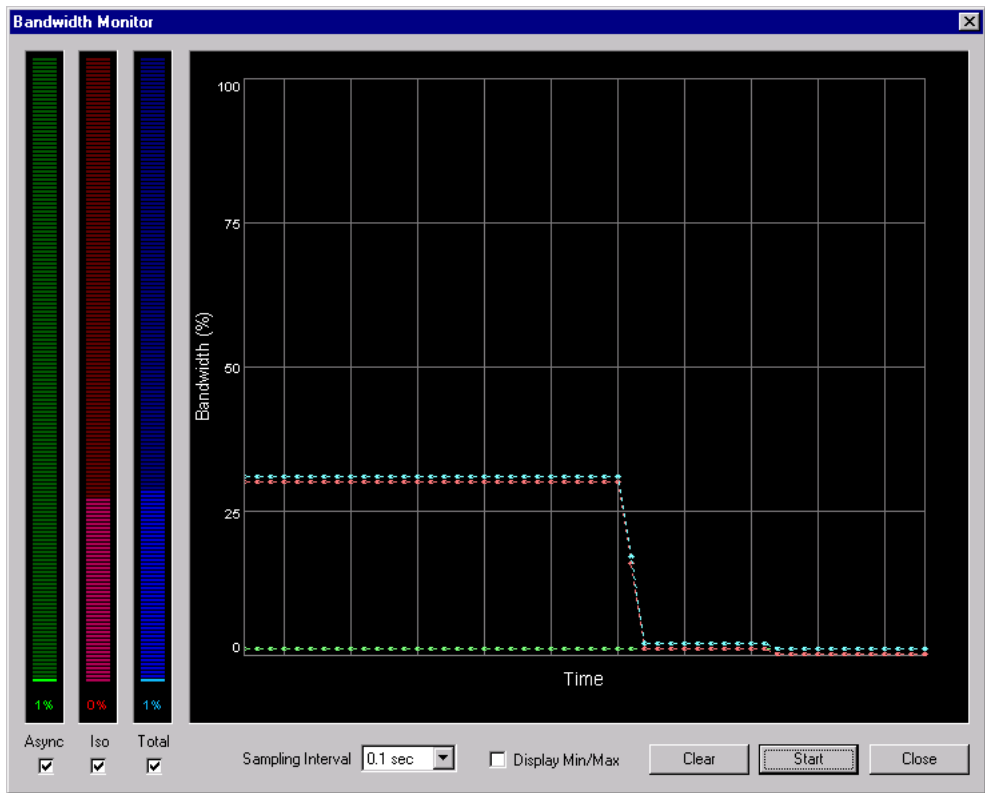 Bandwidth Monitor
100
75
50
25
0
Bandwidth (%)
Time
1% 0% 1%
Async Iso Total
Sampling Interval 0.1 sec Display Min/Max Clear Start Close